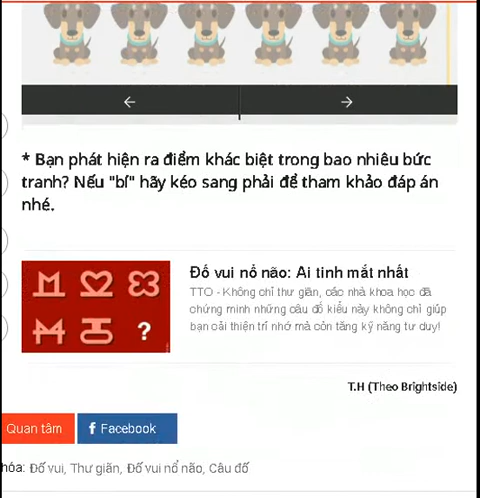 * Bạn phát hiện ra điểm khác biệt trong bao nhiêu bức
tranh? Nếu "bí" hãy kéo sang phải để tham khảo đáp án
nhé.
?
Đố vui nổ não: Ai tinh mắt nhất
TTO - Không chỉ thư giãn, các nhà khoa học đã
chứng minh những câu đố kiểu này không chỉ giúp
bạn cải thiện trí nhớ mà còn tăng kỹ năng tư duy!
T.H (Theo Brightside)
Quan tâm
f Facebook
hóa: Đố vui, Thư giãn, Đố vui nổ não, Câu đố